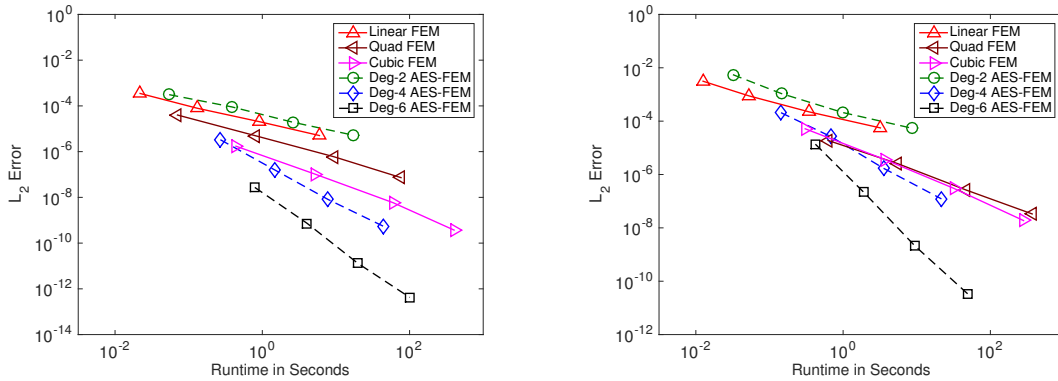 10^0
10^-2
10^-4
10^-6
10^-8
10^-10
10^-12
10^-14
L_2 Error
10^-2
10^0
10^2
Runtime in Seconds
Linear FEM
Quad FEM
Cubic FEM
Deg-2 AES-FEM
Deg-4 AES-FEM
Deg-6 AES-FEM
10^0
10^-2
10^-4
10^-6
10^-8
10^-10
10^-12
L_2 Error
10^-2
10^0
10^2
Runtime in Seconds
Linear FEM
Quad FEM
Cubic FEM
Deg-2 AES-FEM
Deg-4 AES-FEM
Deg-6 AES-FEM